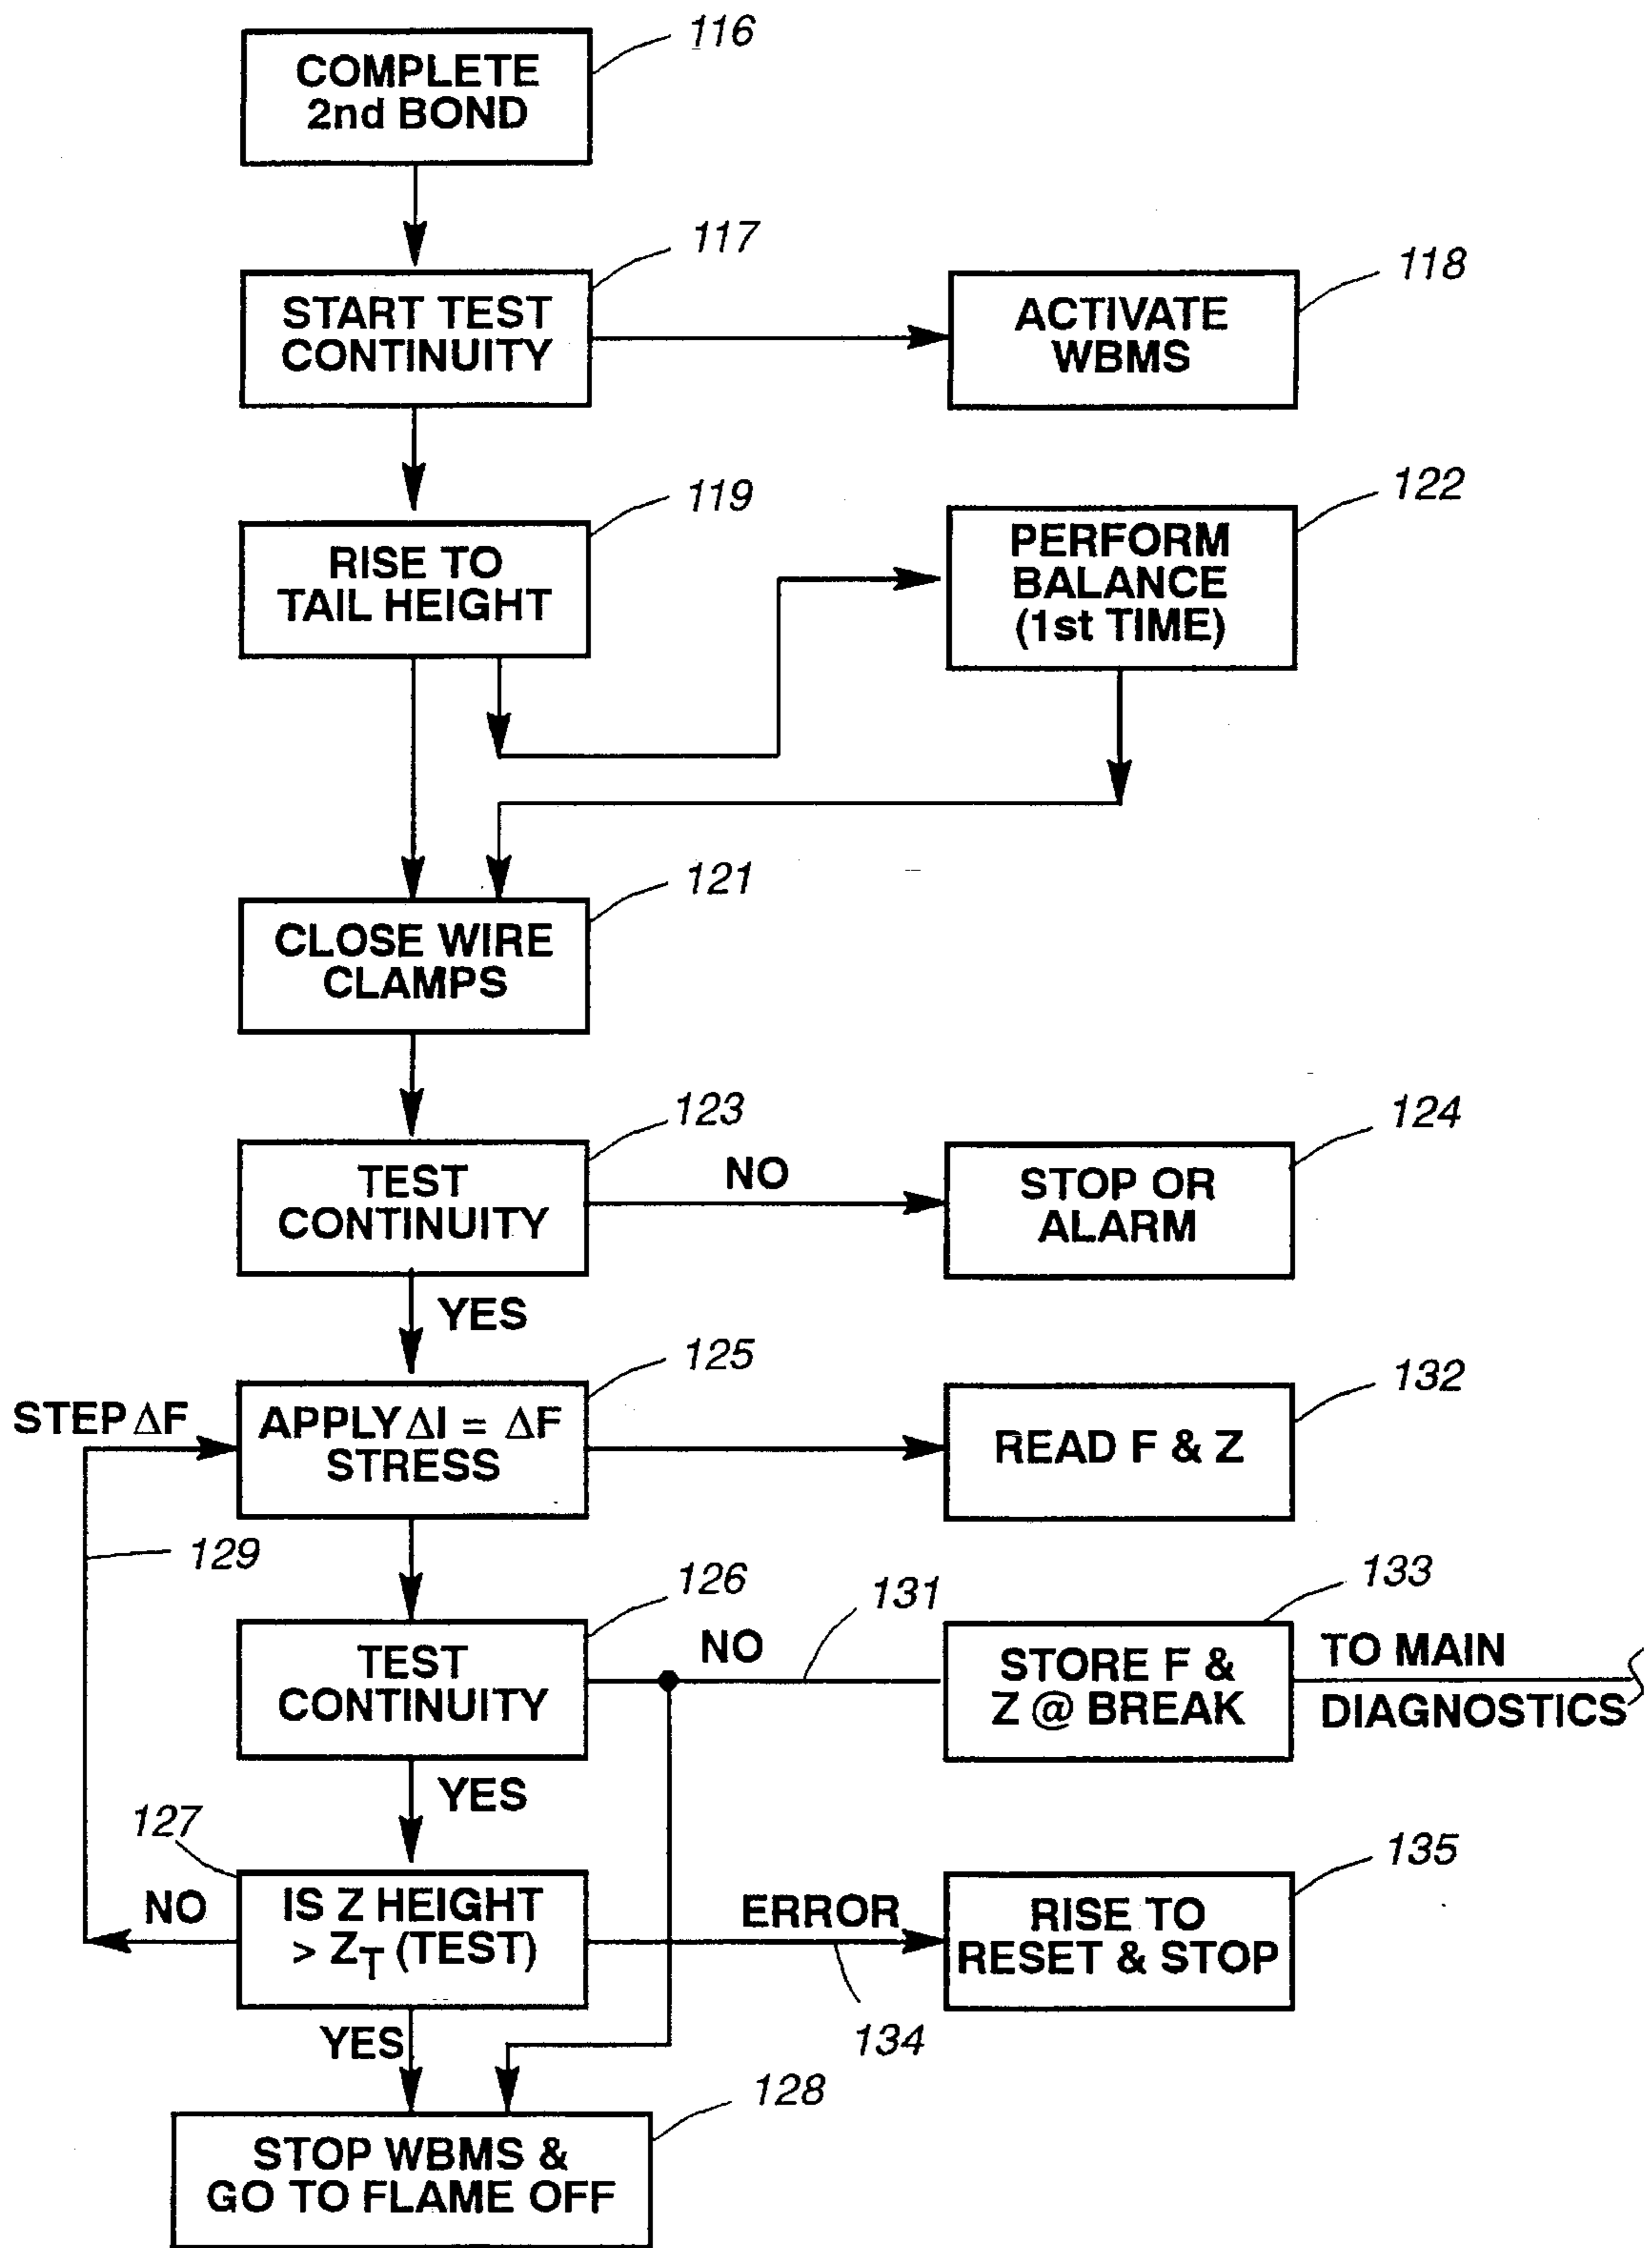 116
COMPLETE
2nd BOND
117
START TEST
CONTINUITY
118
ACTIVATE
WBMS
119
RISE TO
TAIL HEIGHT
122
PERFORM
BALANCE
(1st TIME)
121
CLOSE WIRE
CLAMPS
123
TEST
CONTINUITY
NO
124
STOP OR
ALARM
YES
125
STEP ΔF
APPLY ΔI = ΔF
STRESS
132
READ F & Z
129
126
TEST
CONTINUITY
NO
131
133
STORE F &
Z @ BREAK
TO MAIN
DIAGNOSTICS
YES
127
NO
IS Z HEIGHT
> Z_T (TEST)
ERROR
134
135
RISE TO
RESET & STOP
YES
128
STOP WBMS &
GO TO FLAME OFF